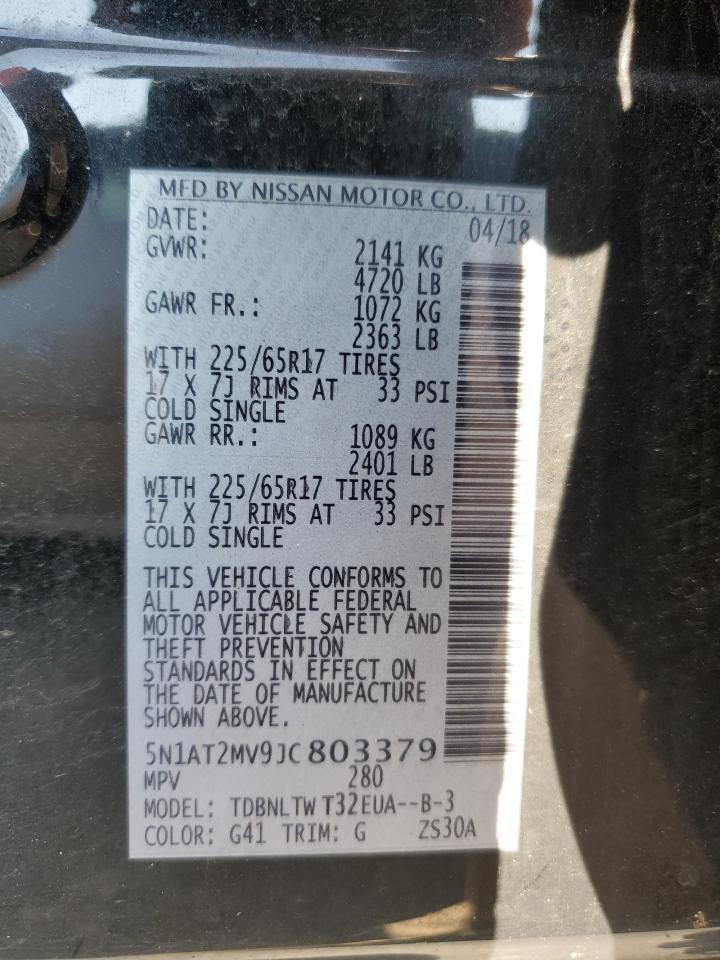 MFD BY NISSAN MOTOR CO., LTD.
DATE: 04/18
GVWR: 2141 KG
4720 LB
GAWR FR.: 1072 KG
2363 LB
WITH 225/65R17 TIRES
17 X 7J RIMS AT 33 PSI
COLD SINGLE
GAWR RR.: 1089 KG
2401 LB
WITH 225/65R17 TIRES
17 X 7J RIMS AT 33 PSI
COLD SINGLE
THIS VEHICLE CONFORMS TO
ALL APPLICABLE FEDERAL
MOTOR VEHICLE SAFETY AND
THEFT PREVENTION
STANDARDS IN EFFECT ON
THE DATE OF MANUFACTURE
SHOWN ABOVE.
5N1AT2MV9JC803379
MPV 280
MODEL: TDBNLTW T32EUA--B-3
COLOR: G41 TRIM: G ZS30A